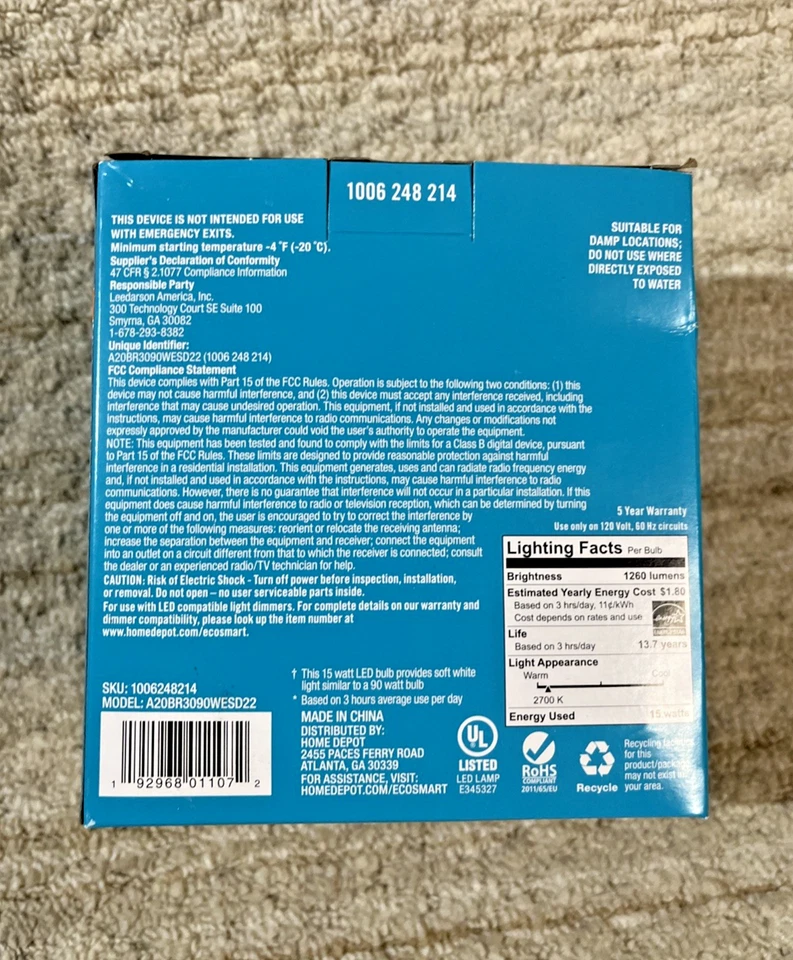 1006 248 214
THIS DEVICE IS NOT INTENDED FOR USE
WITH EMERGENCY EXITS.
Minimum starting temperature -4 ˚F (-20 ˚C).
Supplier's Declaration of Conformity
47 CFR § 2.1077 Compliance Information
Responsible Party
Leedarson America, Inc.
300 Technology Court SE Suite 100
Smyrna, GA 30082
1-678-293-8382
Unique Identifier:
A20BR3090WESD22 (1006 248 214)
FCC Compliance Statement
This device complies with Part 15 of the FCC Rules. Operation is subject to the following two conditions: (1) this
device may not cause harmful interference, and (2) this device must accept any interference received, including
interference that may cause undesired operation. This equipment, if not installed and used in accordance with the
instructions, may cause harmful interference to radio communications. Any changes or modifications not
expressly approved by the manufacturer could void the user's authority to operate the equipment.
NOTE: This equipment has been tested and found to comply with the limits for a Class B digital device, pursuant
to Part 15 of the FCC Rules. These limits are designed to provide reasonable protection against harmful
interference in a residential installation. This equipment generates, uses and can radiate radio frequency energy
and, if not installed and used in accordance with the instructions, may cause harmful interference to radio
communications. However, there is no guarantee that interference will not occur in a particular installation. If this
equipment does cause harmful interference to radio or television reception, which can be determined by turning
the equipment off and on, the user is encouraged to try to correct the interference by
one or more of the following measures: reorient or relocate the receiving antenna;
increase the separation between the equipment and receiver; connect the equipment
into an outlet on a circuit different from that to which the receiver is connected; consult
the dealer or an experienced radio/TV technician for help.
CAUTION: Risk of Electric Shock - Turn off power before inspection, installation,
or removal. Do not open – no user serviceable parts inside.
For use with LED compatible light dimmers. For complete details on our warranty and
dimmer compatibility, please look up the item number at
www.homedepot.com/ecosmart.
SUITABLE FOR
DAMP LOCATIONS;
DO NOT USE WHERE
DIRECTLY EXPOSED
TO WATER
5 Year Warranty
Use only on 120 Volt, 60 Hz circuits
Lighting Facts Per Bulb
Brightness 1260 lumens
Estimated Yearly Energy Cost $1.80
Based on 3 hrs/day, 11¢/kWh
Cost depends on rates and use
Life
Based on 3 hrs/day 13.7 years
Light Appearance
Warm Cool
2700 K
Energy Used 15 watts
SKU: 1006248214
MODEL: A20BR3090WESD22
1 92968 01107 2
† This 15 watt LED bulb provides soft white
light similar to a 90 watt bulb
* Based on 3 hours average use per day
MADE IN CHINA
DISTRIBUTED BY:
HOME DEPOT
2455 PACES FERRY ROAD
ATLANTA, GA 30339
FOR ASSISTANCE, VISIT:
HOMEDEPOT.COM/ECOSMART
UL
LISTED
LED LAMP
E345327
RoHS
COMPLIANT
2011/65/EU
Recycle
Recycling
for this
product/
may not exist in
your area.